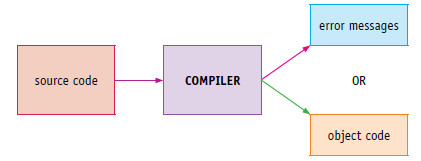 source code
COMPILER
error messages
OR
object code